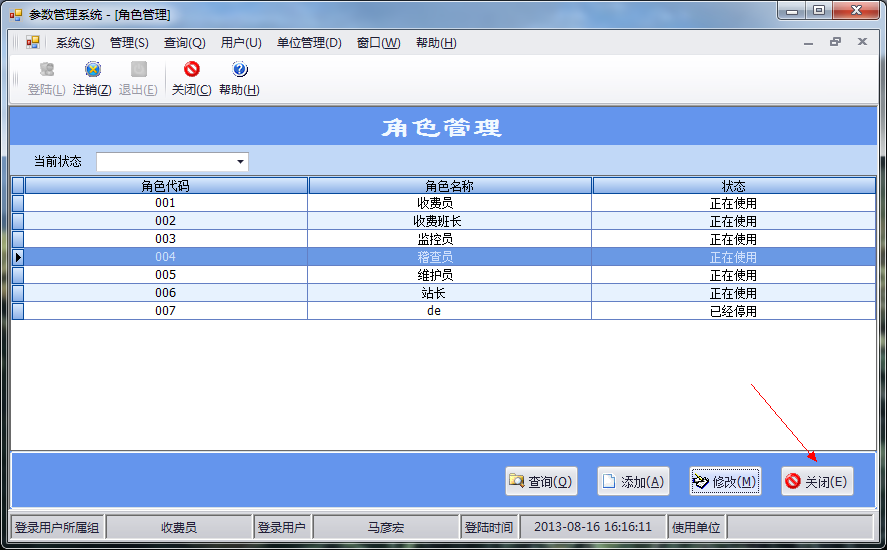 参数管理系统 - [角色管理]
系统(S) 管理(S) 查询(Q) 用户(U) 单位管理(D) 窗口(W) 帮助(H)
登陆(L) 注销(Z) 退出(E) 关闭(C) 帮助(H)
角色管理
当前状态
角色代码 角色名称 状态
001 收费员 正在使用
002 收费班长 正在使用
003 监控员 正在使用
004 稽查员 正在使用
005 维护员 正在使用
006 站长 正在使用
007 de 已经停用
查询(Q) 添加(A) 修改(M) 关闭(E)
登录用户所属组 收费员 登录用户 马彦宏 登陆时间 2013-08-16 16:16:11 使用单位